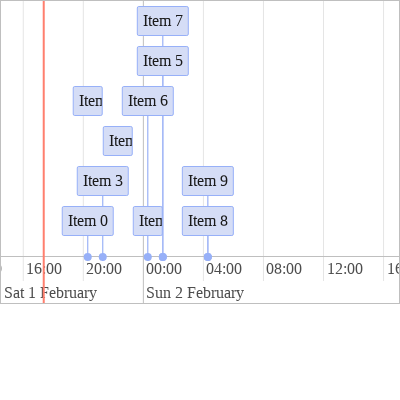 Item 7
Item 5
Item 6
Item 3
Item 9
Item 0
Item 8
16:00 20:00 00:00 04:00 08:00 12:00
Sat 1 February Sun 2 February